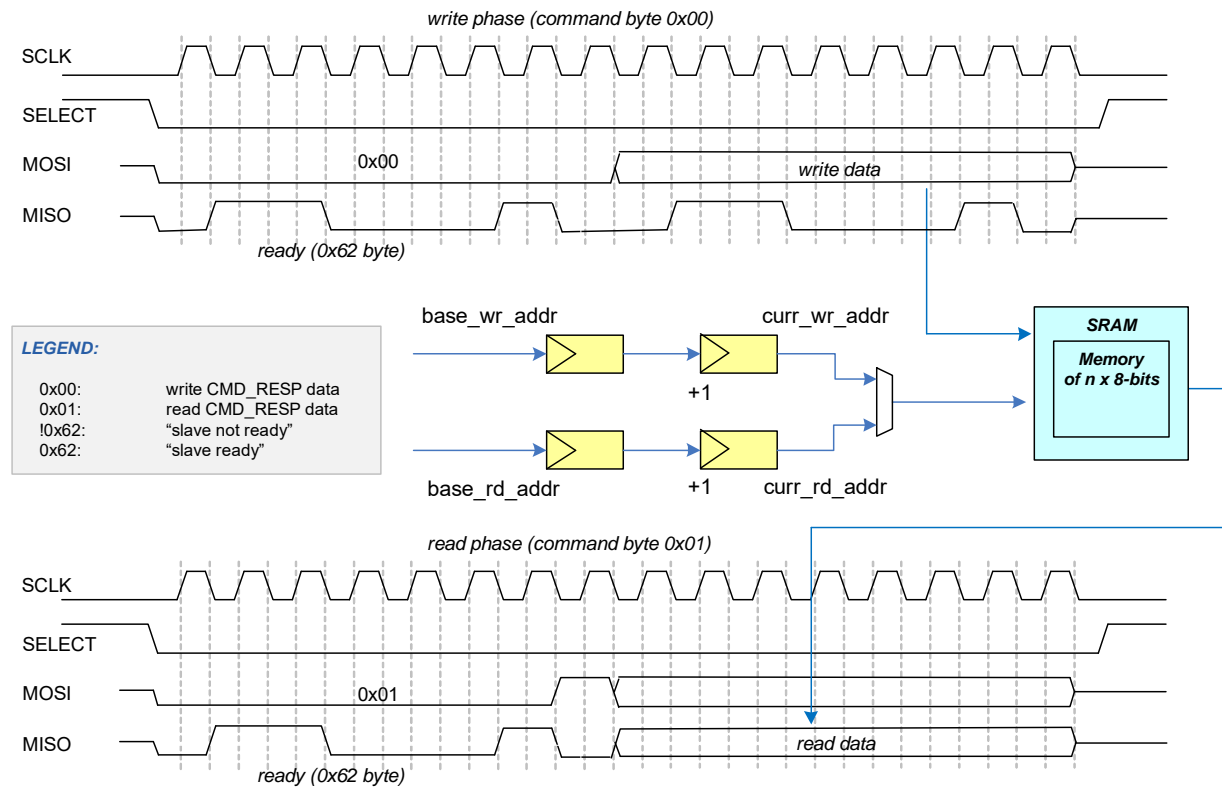 write phase (command byte 0x00)
SCLK
SELECT
MOSI
0x00
write data
MISO
ready (0x62 byte)
LEGEND:
0x00: write CMD_RESP data
0x01: read CMD_RESP data
!0x62: “slave not ready”
0x62: “slave ready”
base_wr_addr
curr_wr_addr
+1
base_rd_addr
+1
curr_rd_addr
SRAM
Memory
of n x 8-bits
read phase (command byte 0x01)
SCLK
SELECT
MOSI
0x01
MISO
read data
ready (0x62 byte)